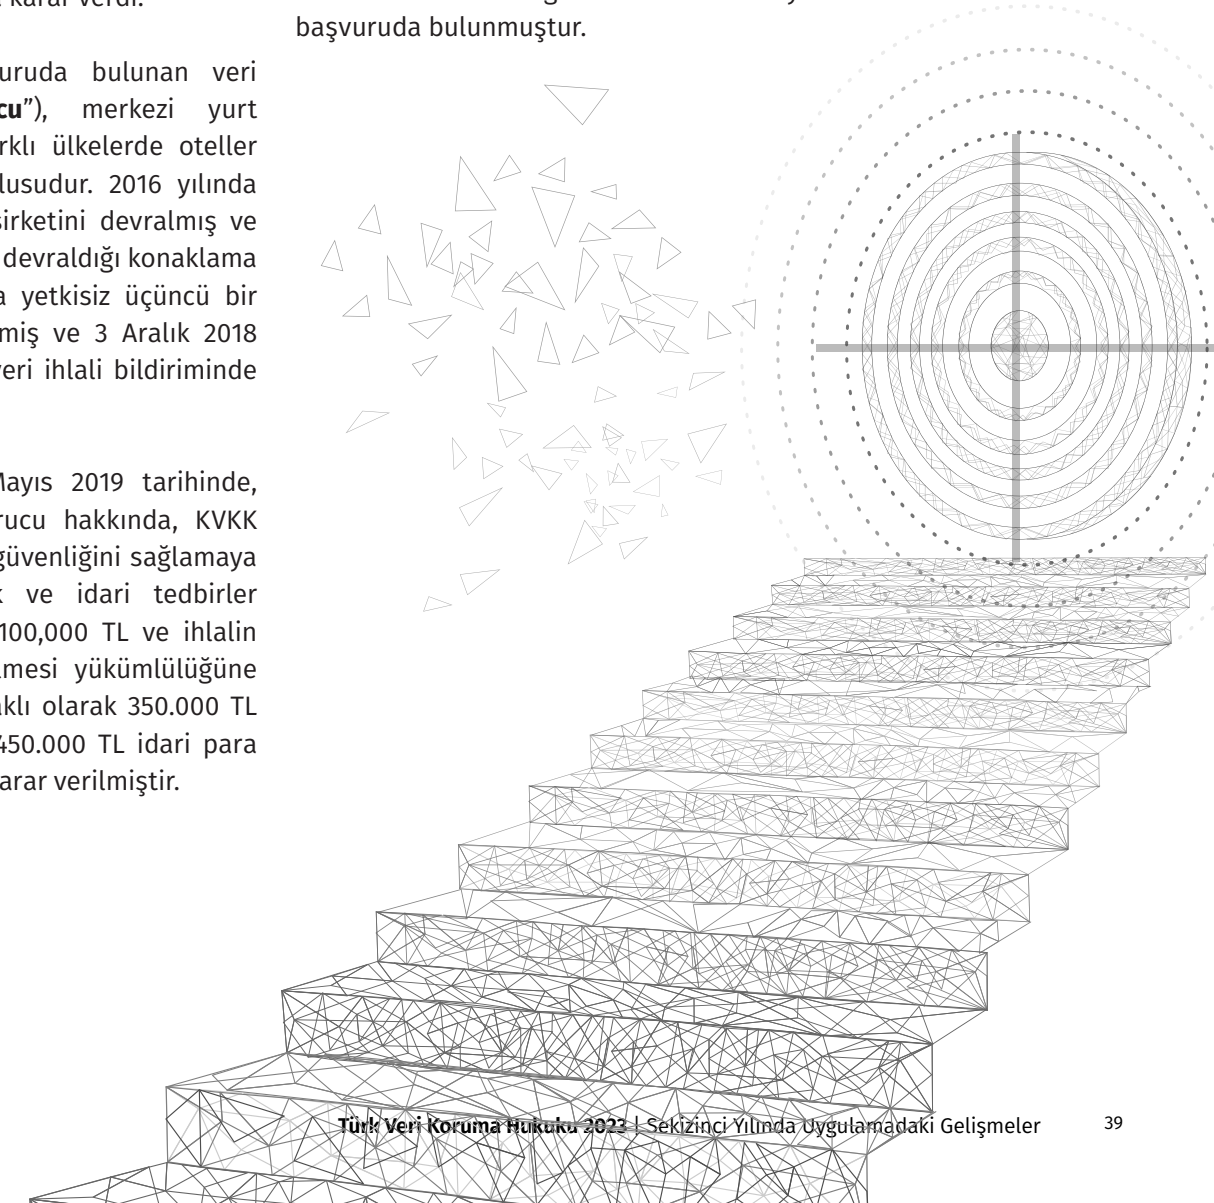 karar verdi.
uruda bulunan veri
cu”), merkezi yurt
rklı ülkelerde oteller
lusudur. 2016 yılında
şirketini devralmış ve
devraldığı konaklama
a yetkisiz üçüncü bir
miş ve 3 Aralık 2018
veri ihlali bildiriminde
Mayıs 2019 tarihinde,
rucu hakkında, KVKK
güvenliğini sağlamaya
k ve idari tedbirler
100,000 TL ve ihlalin
lmesi yükümlülüğüne
aklı olarak 350.000 TL
450.000 TL idari para
arar verilmiştir.
başvuruda bulunmuştur.
Türk Veri Koruma Hukuku 2023 | Sekizinci Yılında Uygulamadaki Gelişmeler 39